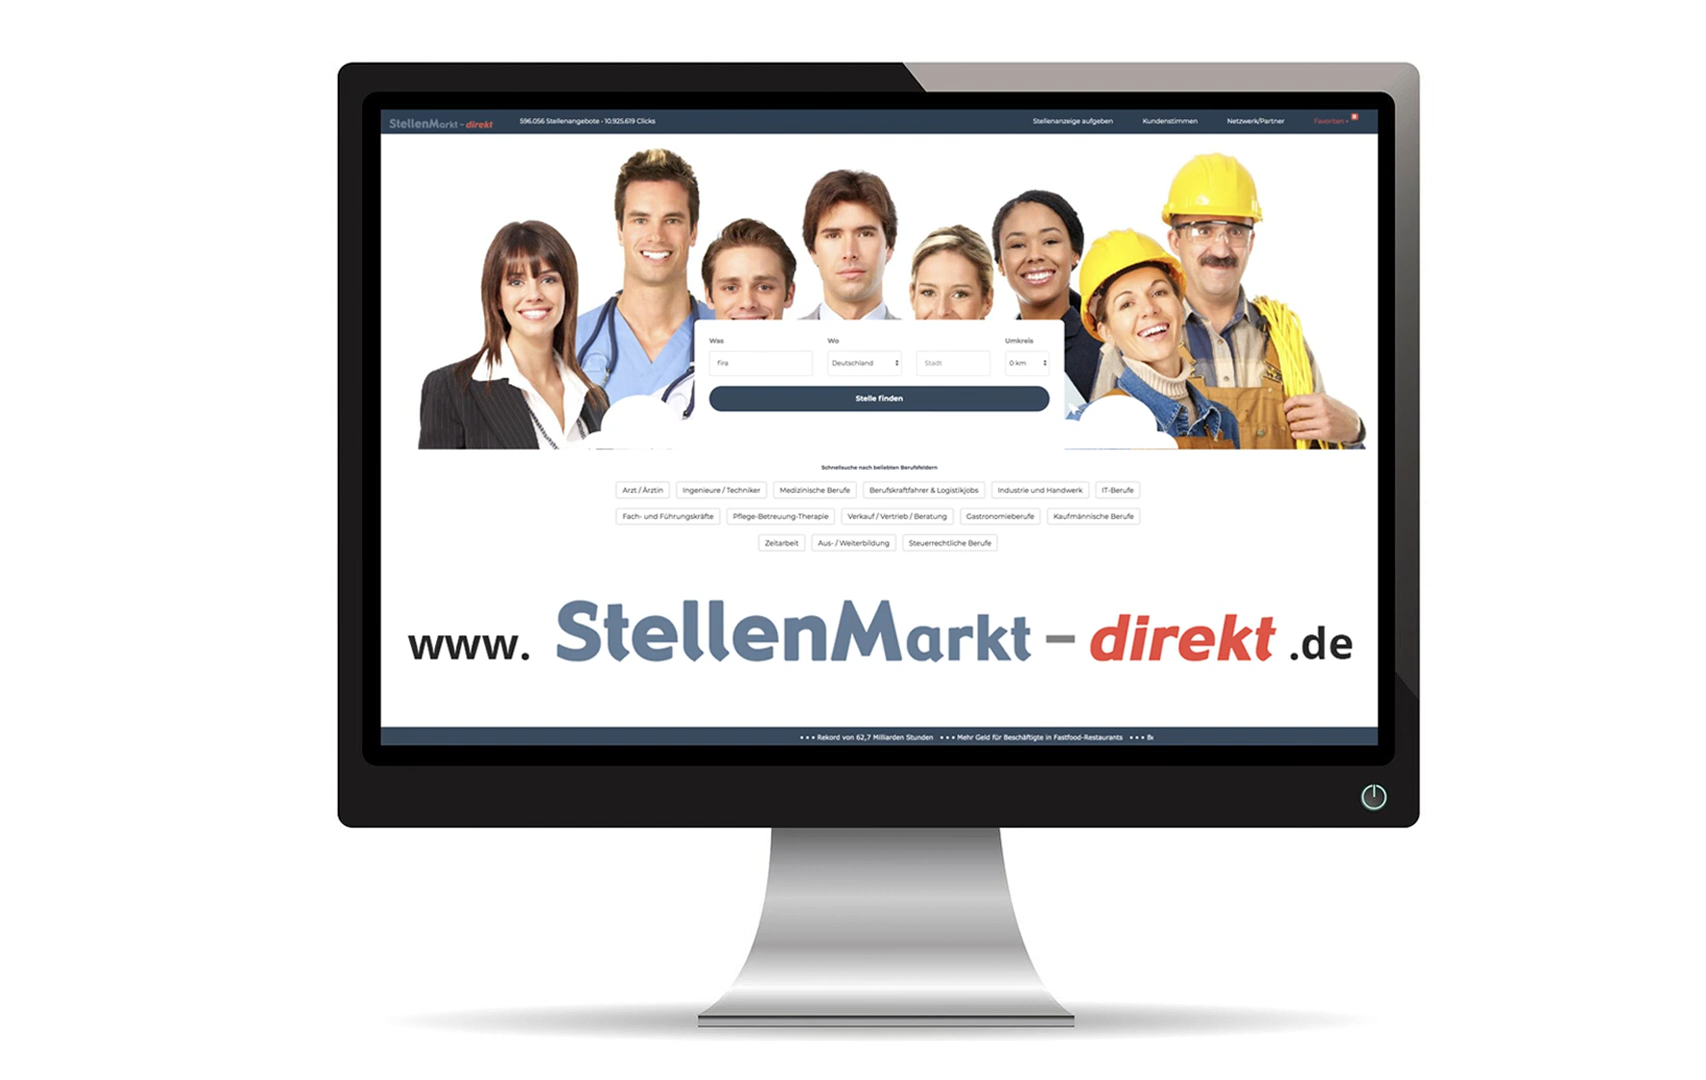 StellenMarkt - direkt 596.056 Stellenangebote - 10.925.619 Clicks Stellenanzeige aufgeben Kundenstimmen Netzwerk/Partner Favoriten
Was Wo Umkreis
fira Deutschland Stadt 0 km
Stelle finden
Schnellsuche nach beliebten Berufsfeldern
Arzt / Ärztin Ingenieure / Techniker Medizinische Berufe Berufskraftfahrer & Logistikjobs Industrie und Handwerk IT-Berufe
Fach- und Führungskräfte Pflege-Betreuung-Therapie Verkauf / Vertrieb / Beratung Gastronomieberufe Kaufmännische Berufe
Zeitarbeit Aus- / Weiterbildung Steuerrechtliche Berufe
www. StellenMarkt - direkt .de
• • • Rekord von 62,7 Milliarden Stunden • • • Mehr Geld für Beschäftigte in Fastfood-Restaurants • • •